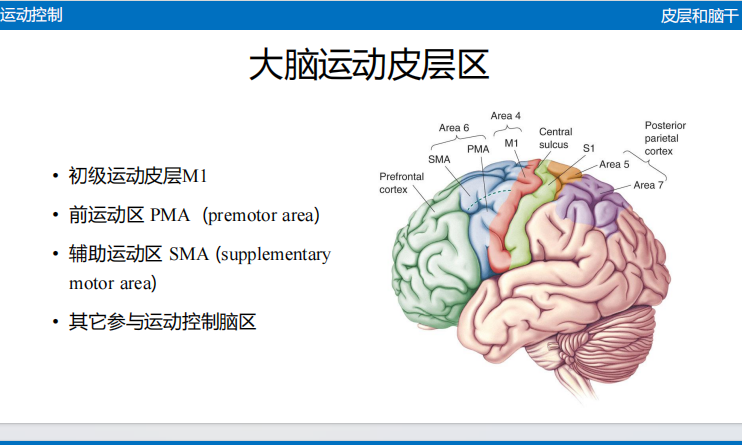 运动控制
皮层和脑干
大脑运动皮层区
• 初级运动皮层M1
• 前运动区 PMA (premotor area)
• 辅助运动区 SMA (supplementary
motor area)
• 其它参与运动控制脑区
Area 4
Area 6
Central
sulcus
Posterior
parietal
cortex
SMA
PMA
M1
S1
Area 5
Prefrontal
cortex
Area 7